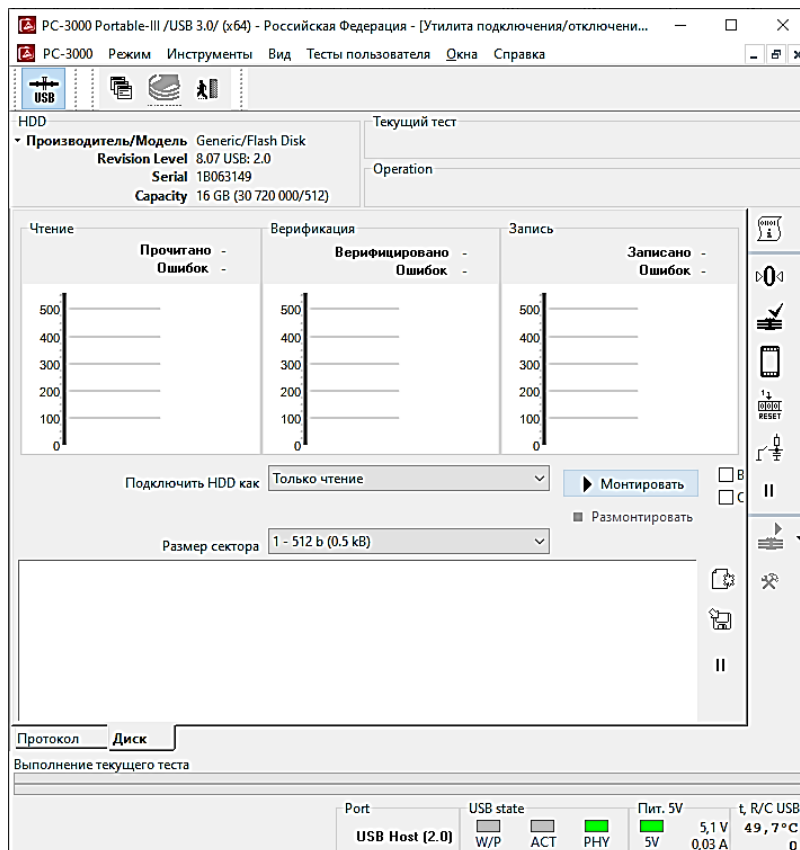 PC-3000 Portable-III /USB 3.0/ (x64) - Российская Федерация - [Утилита подключения/отключени...
PC-3000 Режим Инструменты Вид Тесты пользователя Окна Справка
USB
HDD
Производитель/Модель Generic/Flash Disk
Revision Level 8.07 USB: 2.0
Serial 1B063149
Capacity 16 GB (30 720 000/512)
Текущий тест
Operation
Чтение
Прочитано -
Ошибок -
500
400
300
200
100
0
Верификация
Верифицировано -
Ошибок -
500
400
300
200
100
0
Запись
Записано -
Ошибок -
500
400
300
200
100
0
RESET
Подключить HDD как Только чтение Монтировать В
Размонтировать С
Размер сектора 1 - 512 b (0.5 kB)
Протокол Диск
Выполнение текущего теста
Port
USB Host (2.0)
USB state
W/P ACT PHY
Пит. 5V
5V 5,1 V
0,03 A
t, R/C USB
49,7°C
0